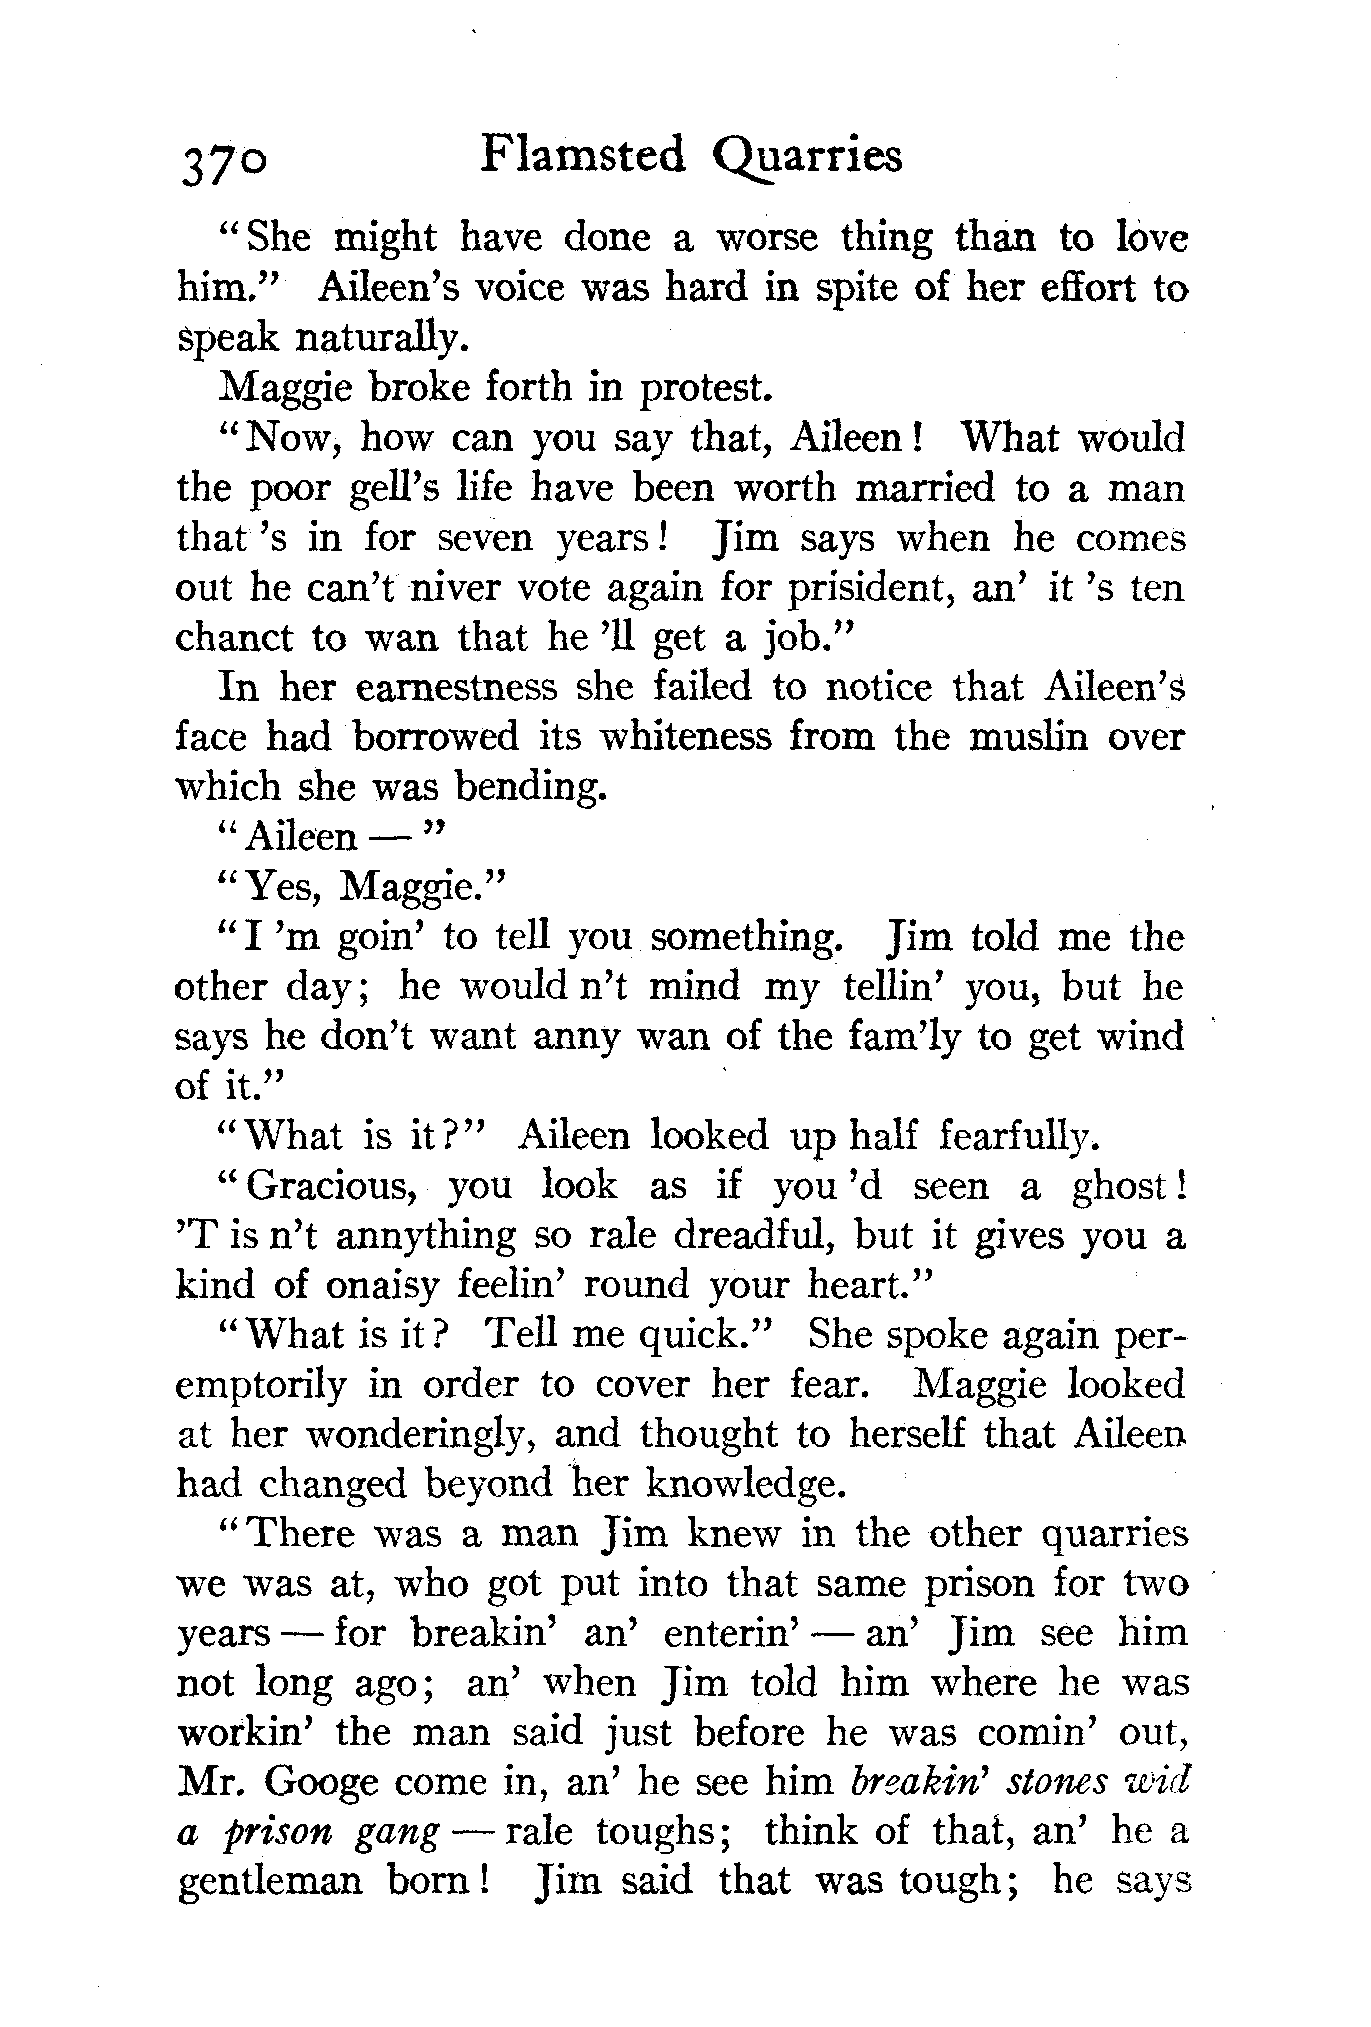 370 Flamsted Quarries
“She might have done a worse thing than to love
him.” Aileen’s voice was hard in spite of her effort to
speak naturally.
Maggie broke forth in protest.
“Now, how can you say that, Aileen! What would
the poor gell’s life have been worth married to a man
that ’s in for seven years! Jim says when he comes
out he can’t niver vote again for prisident, an’ it ’s ten
chanct to wan that he ’ll get a job.”
In her earnestness she failed to notice that Aileen’s
face had borrowed its whiteness from the muslin over
which she was bending.
“Aileen — ”
“Yes, Maggie.”
“I ’m goin’ to tell you something. Jim told me the
other day; he would n’t mind my tellin’ you, but he
says he don’t want anny wan of the fam’ly to get wind
of it.”
“What is it?” Aileen looked up half fearfully.
“Gracious, you look as if you ’d seen a ghost!
’T is n’t annything so rale dreadful, but it gives you a
kind of onaisy feelin’ round your heart.”
“What is it? Tell me quick.” She spoke again per-
emptorily in order to cover her fear. Maggie looked
at her wonderingly, and thought to herself that Aileen
had changed beyond her knowledge.
“There was a man Jim knew in the other quarries
we was at, who got put into that same prison for two
years — for breakin’ an’ enterin’ — an’ Jim see him
not long ago; an’ when Jim told him where he was
workin’ the man said just before he was comin’ out,
Mr. Googe come in, an’ he see him breakin’ stones wid
a prison gang — rale toughs; think of that, an’ he a
gentleman born! Jim said that was tough; he says